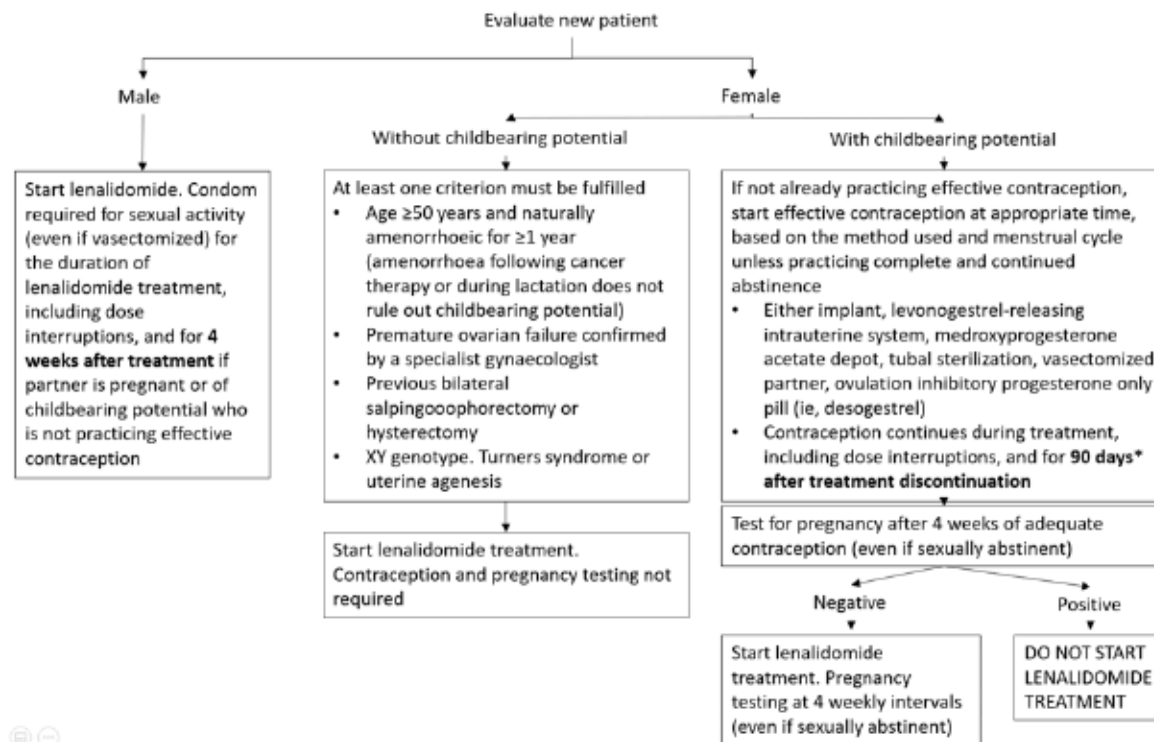 Evaluate new patient
Male
Female
Without childbearing potential
With childbearing potential
Start lenalidomide. Condom
required for sexual activity
(even if vasectomized) for
the duration of
lenalidomide treatment,
including dose
interruptions, and for 4
weeks after treatment if
partner is pregnant or of
childbearing potential who
is not practicing effective
contraception
At least one criterion must be fulfilled
• Age ≥50 years and naturally
amenorrhoeic for ≥1 year
(amenorrhoea following cancer
therapy or during lactation does not
rule out childbearing potential)
• Premature ovarian failure confirmed
by a specialist gynaecologist
• Previous bilateral
salpingooophorectomy or
hysterectomy
• XY genotype. Turners syndrome or
uterine agenesis
Start lenalidomide treatment.
Contraception and pregnancy testing not
required
If not already practicing effective contraception,
start effective contraception at appropriate time,
based on the method used and menstrual cycle
unless practicing complete and continued
abstinence
• Either implant, levonogestrel-releasing
intrauterine system, medroxyprogesterone
acetate depot, tubal sterilization, vasectomized
partner, ovulation inhibitory progesterone only
pill (ie, desogestrel)
• Contraception continues during treatment,
including dose interruptions, and for 90 days*
after treatment discontinuation
Test for pregnancy after 4 weeks of adequate
contraception (even if sexually abstinent)
Negative
Positive
Start lenalidomide
treatment. Pregnancy
testing at 4 weekly intervals
(even if sexually abstinent)
DO NOT START
LENALIDOMIDE
TREATMENT